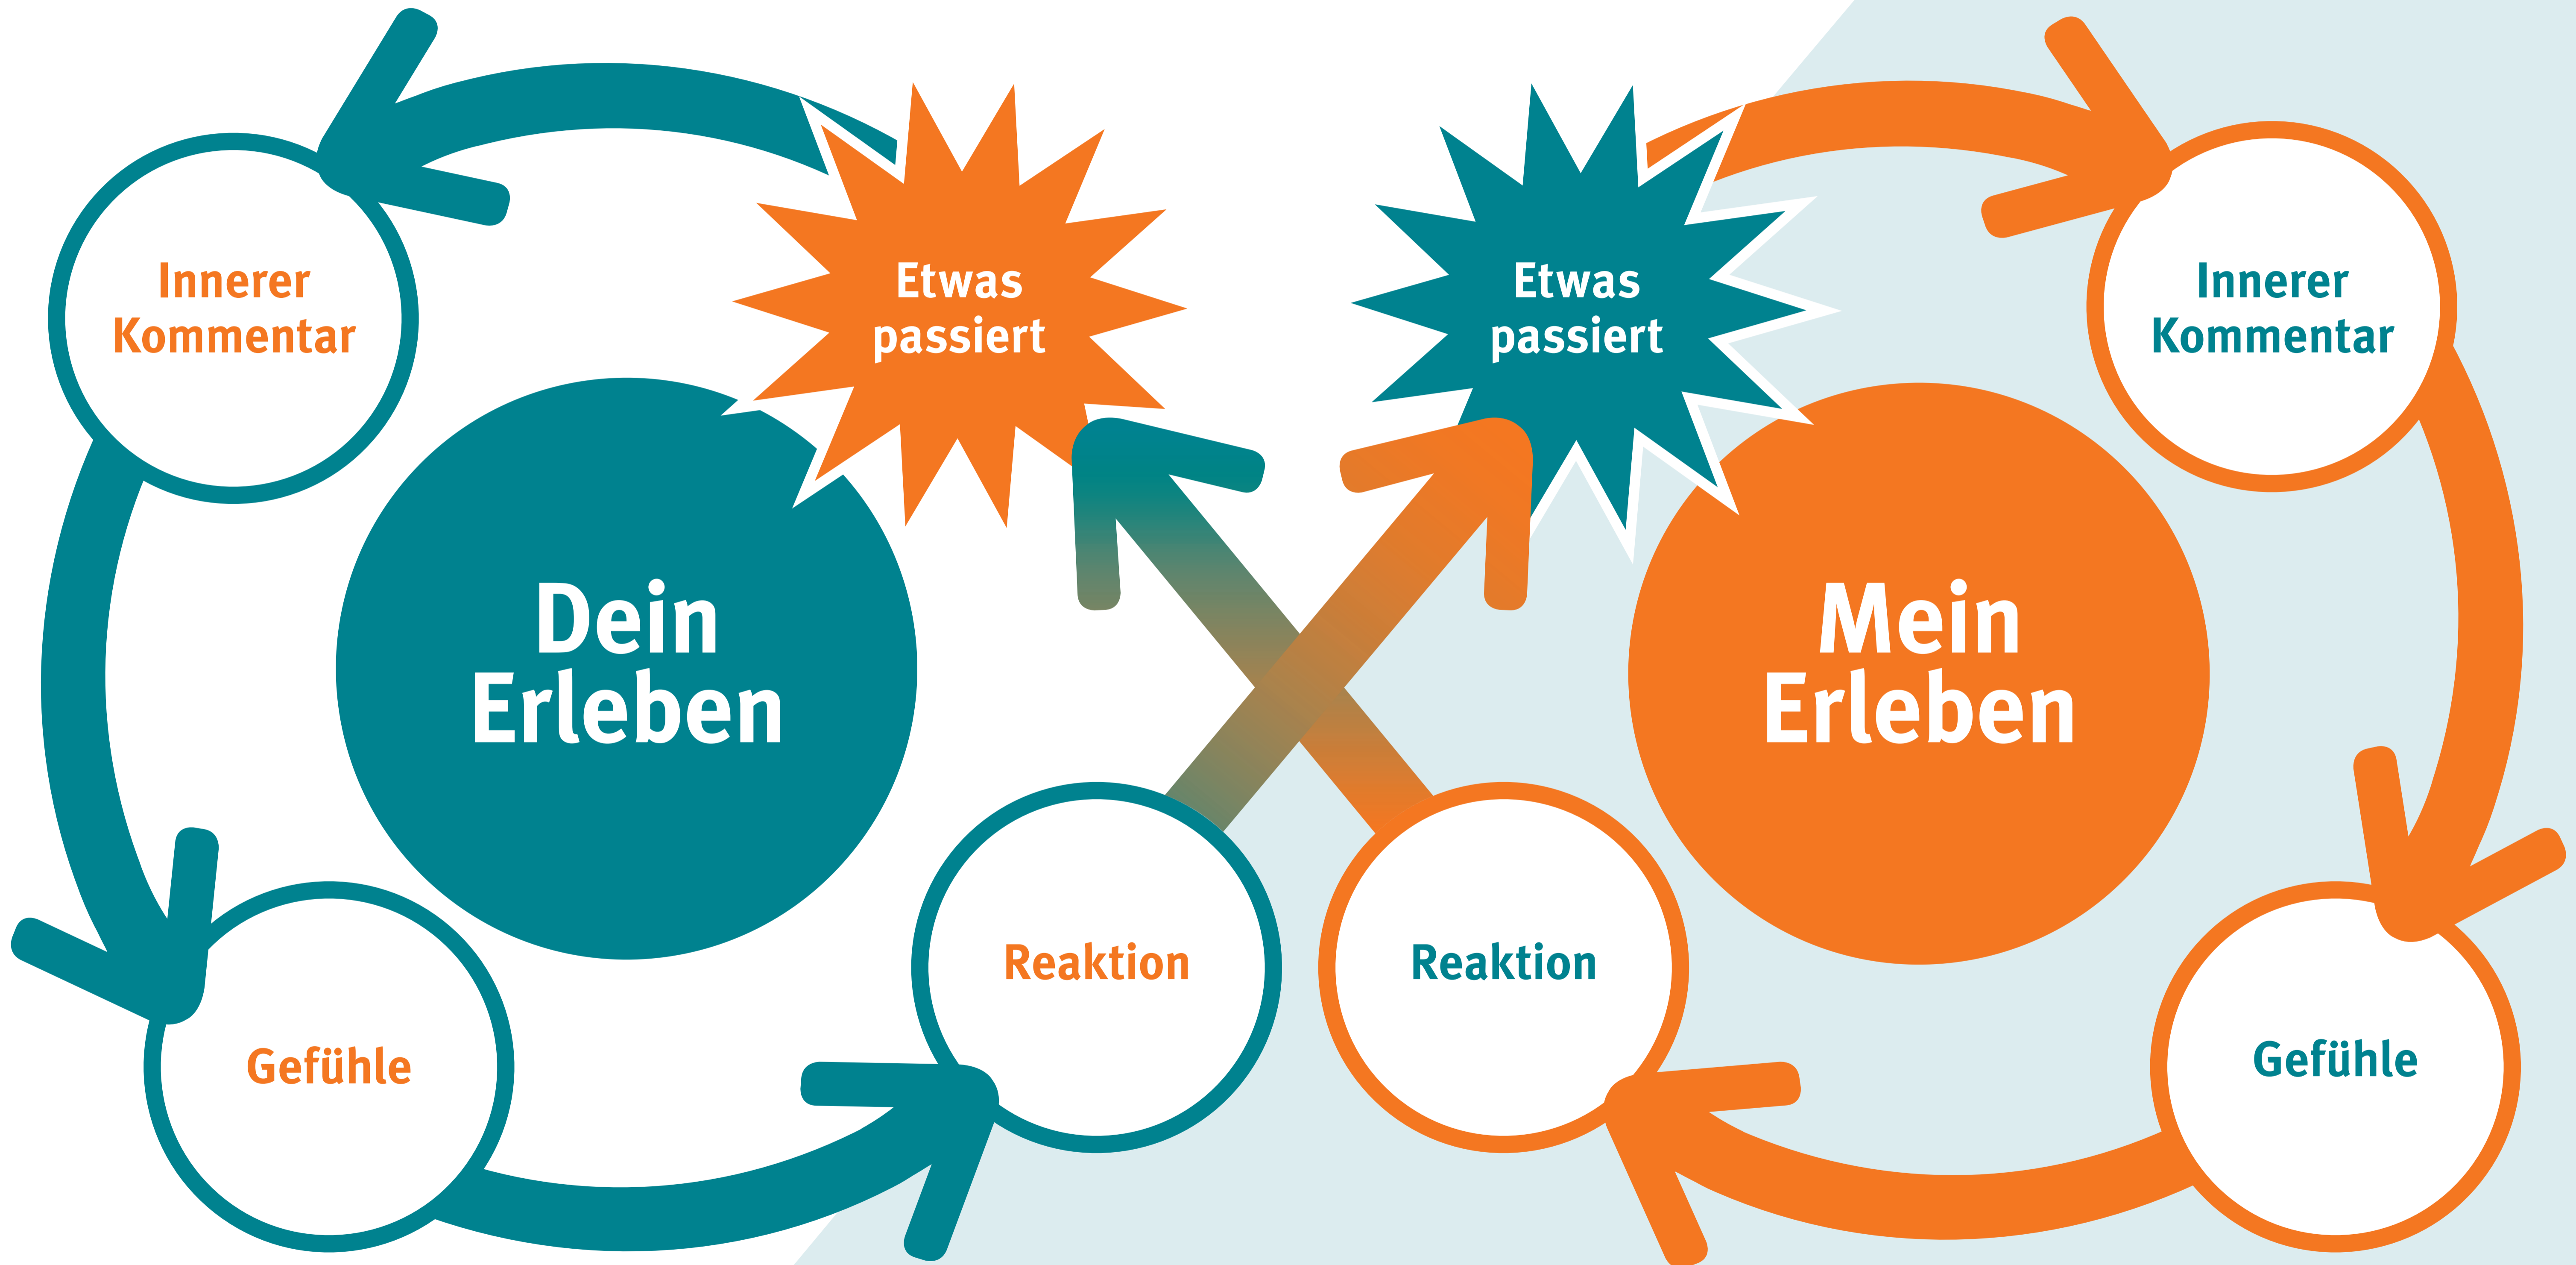 Innerer
Kommentar
Etwas
passiert
Etwas
passiert
Innerer
Kommentar
Dein
Erleben
Mein
Erleben
Reaktion
Reaktion
Gefühle
Gefühle